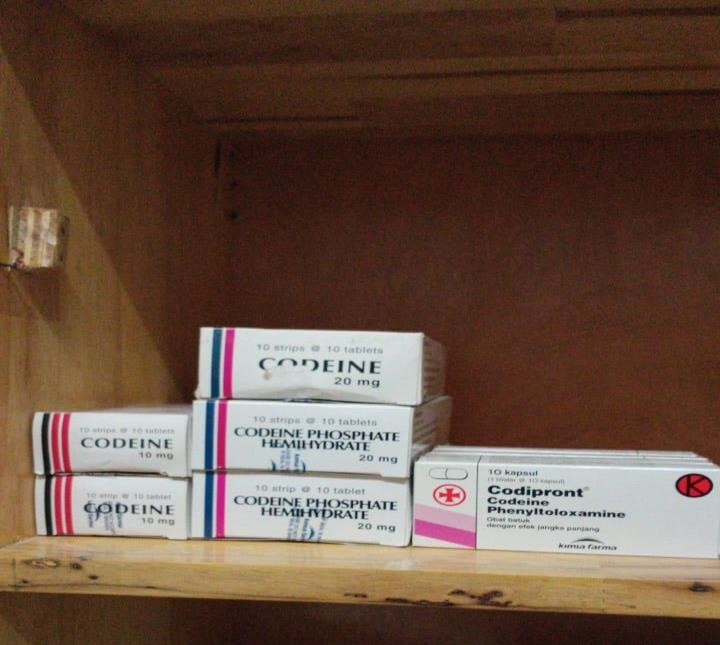 10 strips @ 10 tablets
CODEINE
20 mg
10 strips @ 10 tablets
CODEINE PHOSPHATE
HEMIHYDRATE
20 mg
10 strip @ 10 tablet
CODEINE PHOSPHATE
HEMIHYDRATE
20 mg
10 strips @ 10 tablets
CODEINE
10 mg
10 strips @ 10 tablet
CODEINE
10 mg
10 kapsul
(1 blister @ 10 kapsul)
Codipront®
Codeine
Phenyltoloxamine
Obat batuk
dengan efek jangka panjang
kimia farma
K